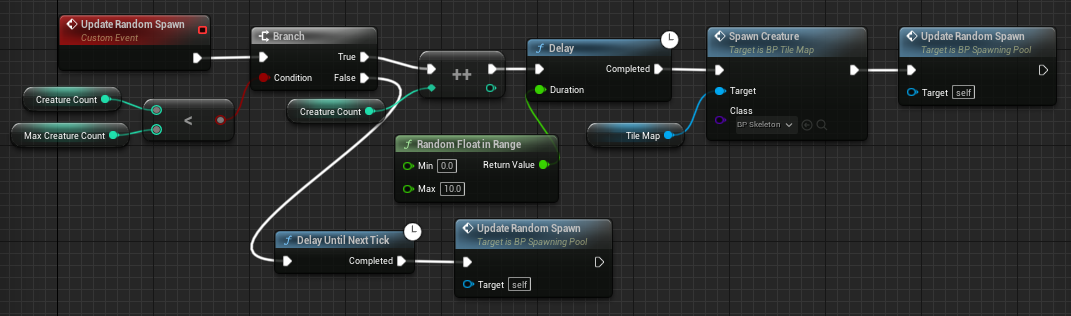 Update Random Spawn
Custom Event
Branch
True
Condition
False
Creature Count
Max Creature Count
<
Creature Count
++
Delay
Completed
Duration
Random Float in Range
Min 0.0
Return Value
Max 10.0
Tile Map
Spawn Creature
Target is BP Tile Map
Target
Class
BP Skeleton
Update Random Spawn
Target is BP Spawning Pool
Target self
Delay Until Next Tick
Completed
Update Random Spawn
Target is BP Spawning Pool
Target self